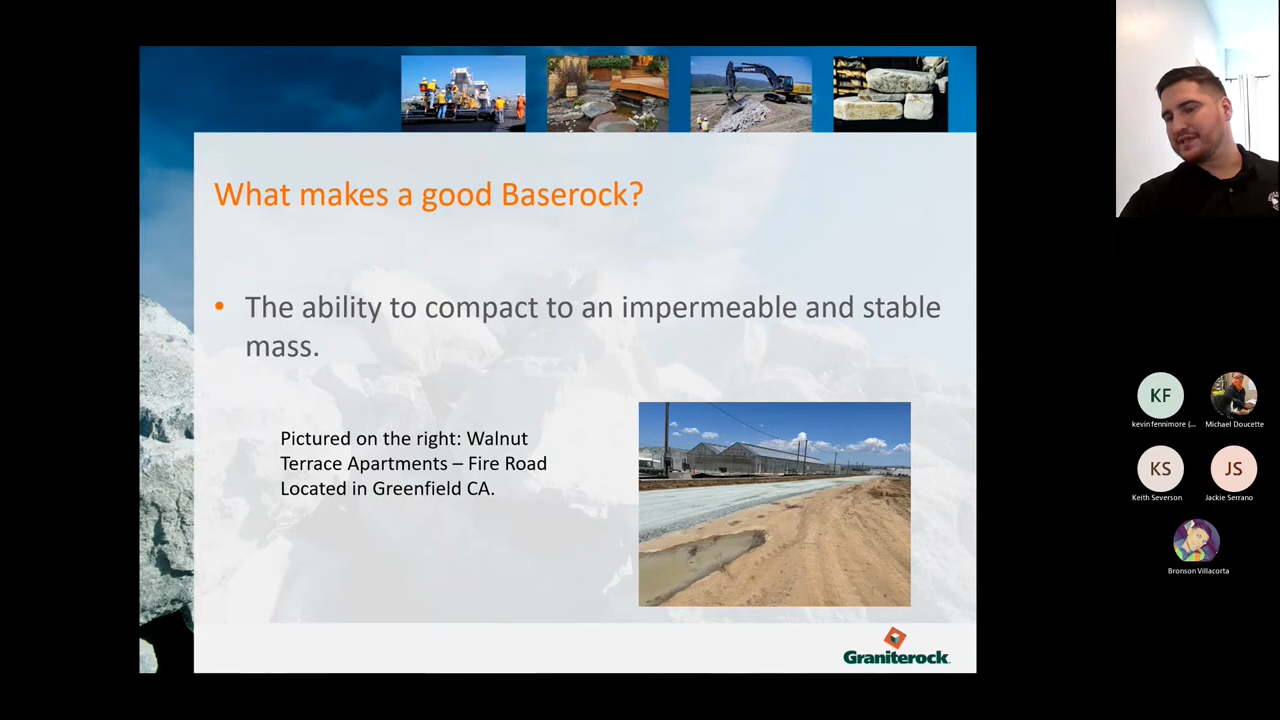 What makes a good Baserock?
• The ability to compact to an impermeable and stable
mass.
Pictured on the right: Walnut
Terrace Apartments – Fire Road
Located in Greenfield CA.
Graniterock
KF
kevin fennimore (...
Michael Doucette
KS
Keith Severson
JS
Jackie Serrano
Bronson Villacorta